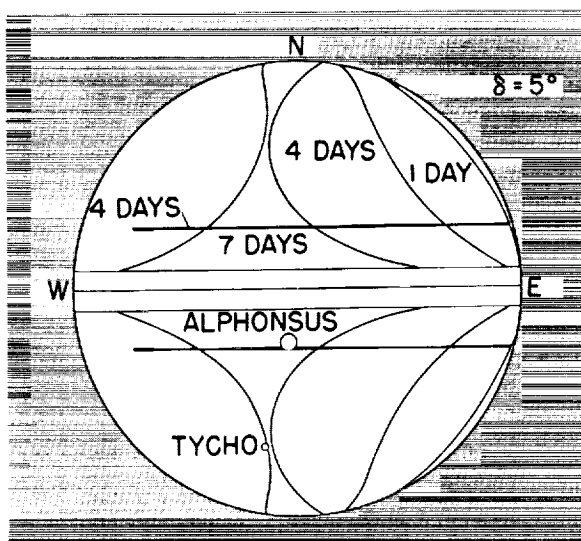 N
δ = 5°
4 DAYS
1 DAY
4 DAYS
7 DAYS
W
E
ALPHONSUS
TYCHO